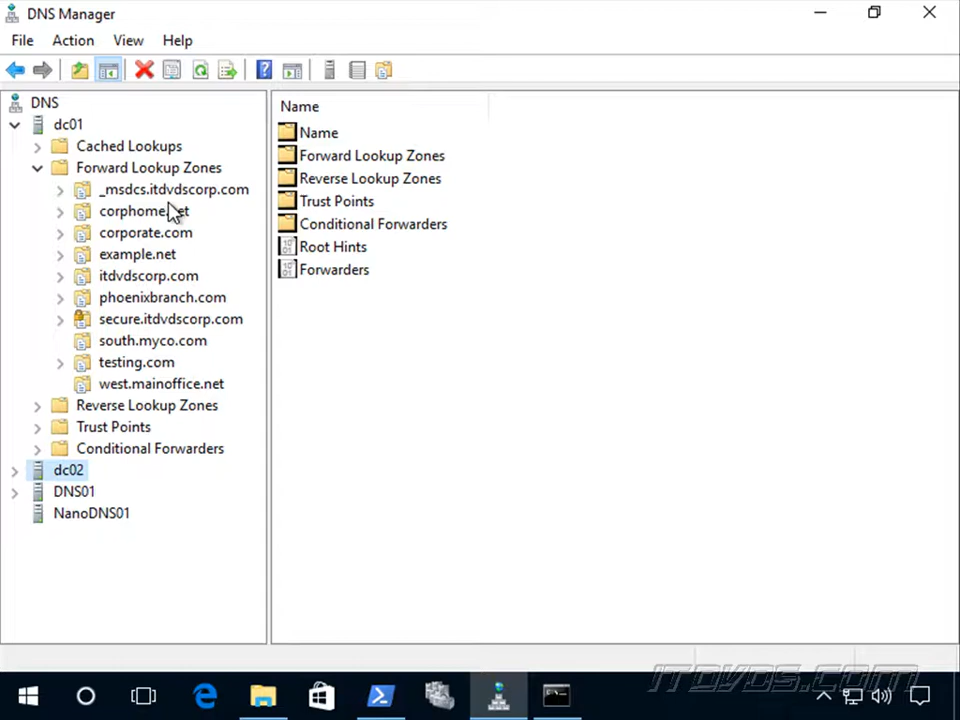 DNS Manager
File Action View Help
DNS
dc01
Cached Lookups
Forward Lookup Zones
_msdcs.itdvdscorp.com
corphome.net
corporate.com
example.net
itdvdscorp.com
phoenixbranch.com
secure.itdvdscorp.com
south.myco.com
testing.com
west.mainoffice.net
Reverse Lookup Zones
Trust Points
Conditional Forwarders
dc02
DNS01
NanoDNS01
Name
Name
Forward Lookup Zones
Reverse Lookup Zones
Trust Points
Conditional Forwarders
Root Hints
Forwarders
ITDVDS.COM